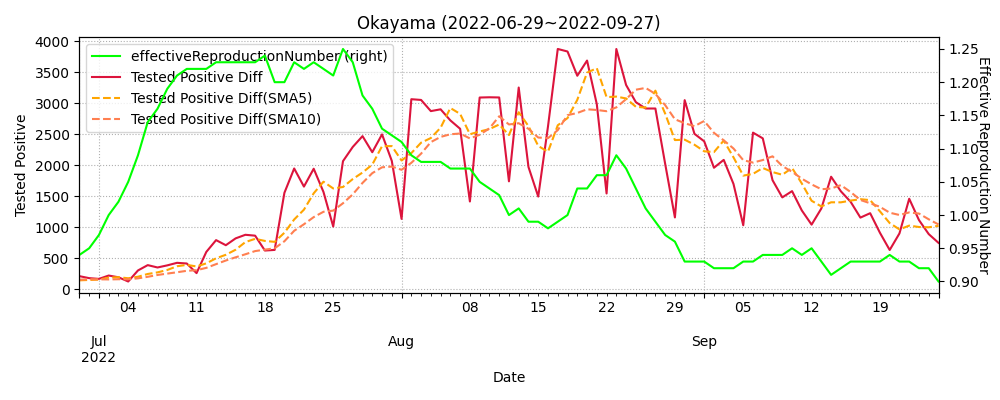 Okayama (2022-06-29~2022-09-27)
effectiveReproductionNumber (right)
Tested Positive Diff
Tested Positive Diff(SMA5)
Tested Positive Diff(SMA10)
Tested Positive
4000
3500
3000
2500
2000
1500
1000
500
0
1.25
1.20
1.15
1.10
1.05
1.00
0.95
0.90
Effective Reproduction Number
04 11 18 25 08 15 22 29 05 12 19
Jul Aug Sep
2022
Date